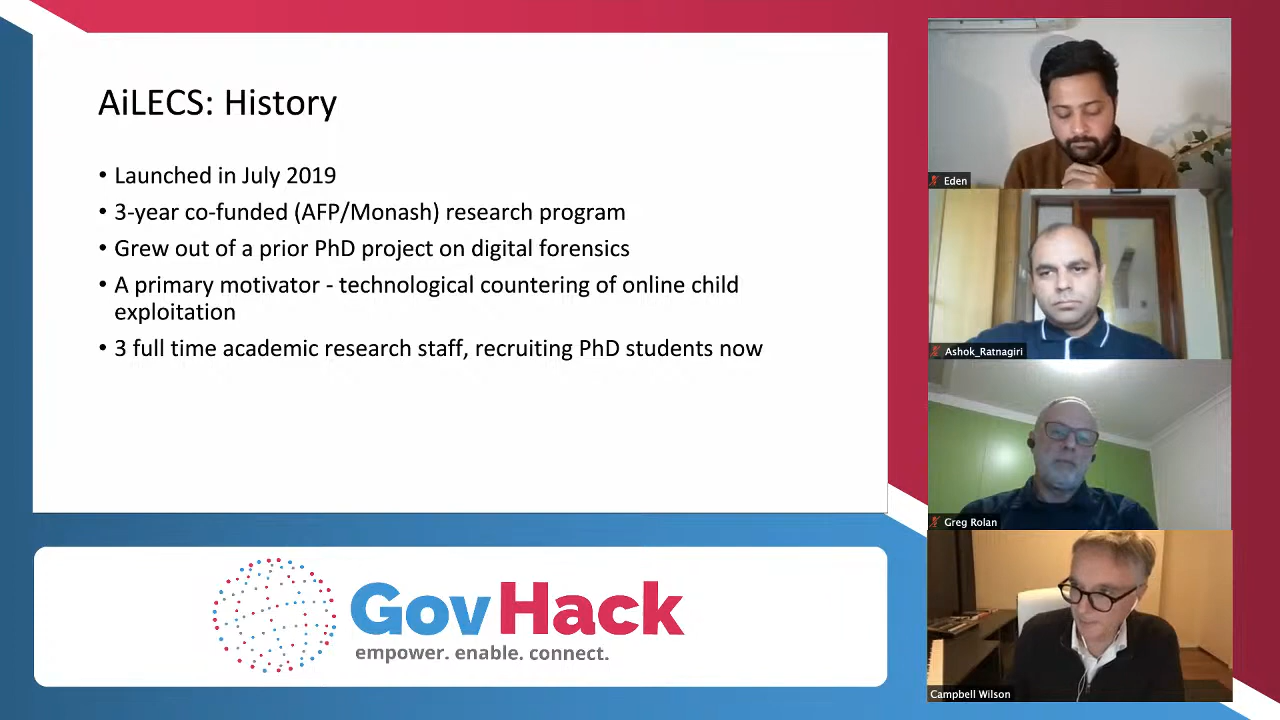 AiLECS: History
• Launched in July 2019
• 3-year co-funded (AFP/Monash) research program
• Grew out of a prior PhD project on digital forensics
• A primary motivator - technological countering of online child
exploitation
• 3 full time academic research staff, recruiting PhD students now
GovHack
empower. enable. connect.
Eden
Ashok_Ratnagiri
Greg Rolan
Campbell Wilson